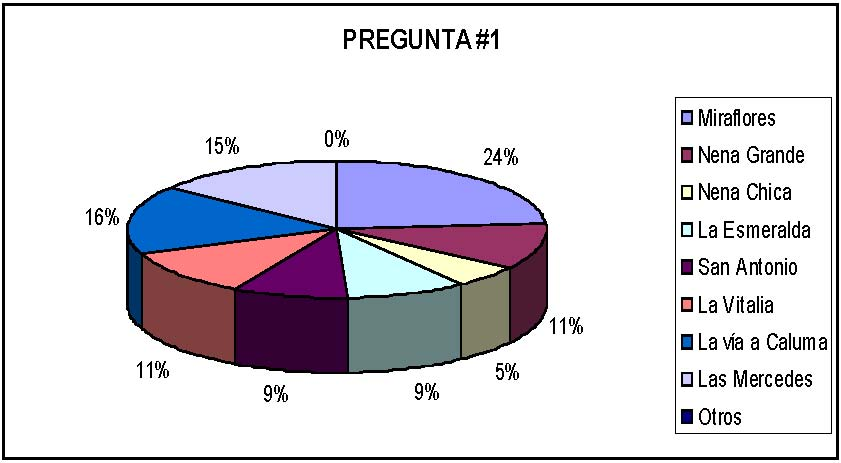 PREGUNTA #1
0%
15%
24%
16%
11%
11%
5%
9%
9%
Miraflores
Nena Grande
Nena Chica
La Esmeralda
San Antonio
La Vitalia
La vía a Caluma
Las Mercedes
Otros